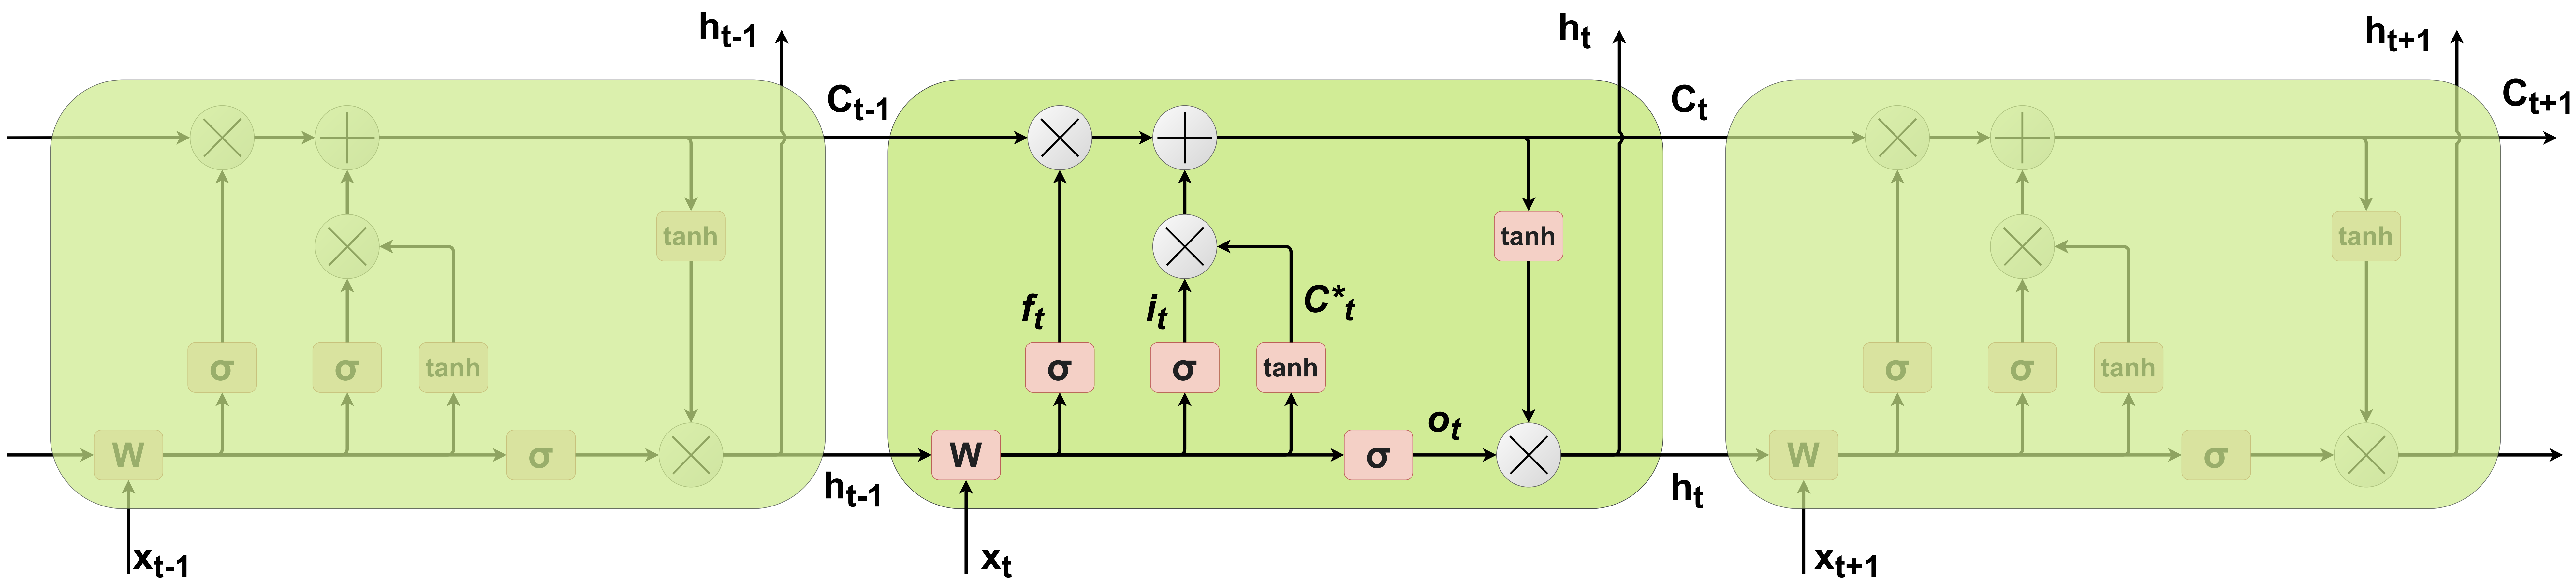 h_{t-1}
h_t
h_{t+1}
C_{t-1}
C_t
C_{t+1}
tanh
tanh
tanh
f_t
i_t
C*_t
σ
σ
tanh
σ
σ
tanh
σ
σ
tanh
W
σ
W
σ
o_t
W
σ
h_{t-1}
h_t
x_{t-1}
x_t
x_{t+1}